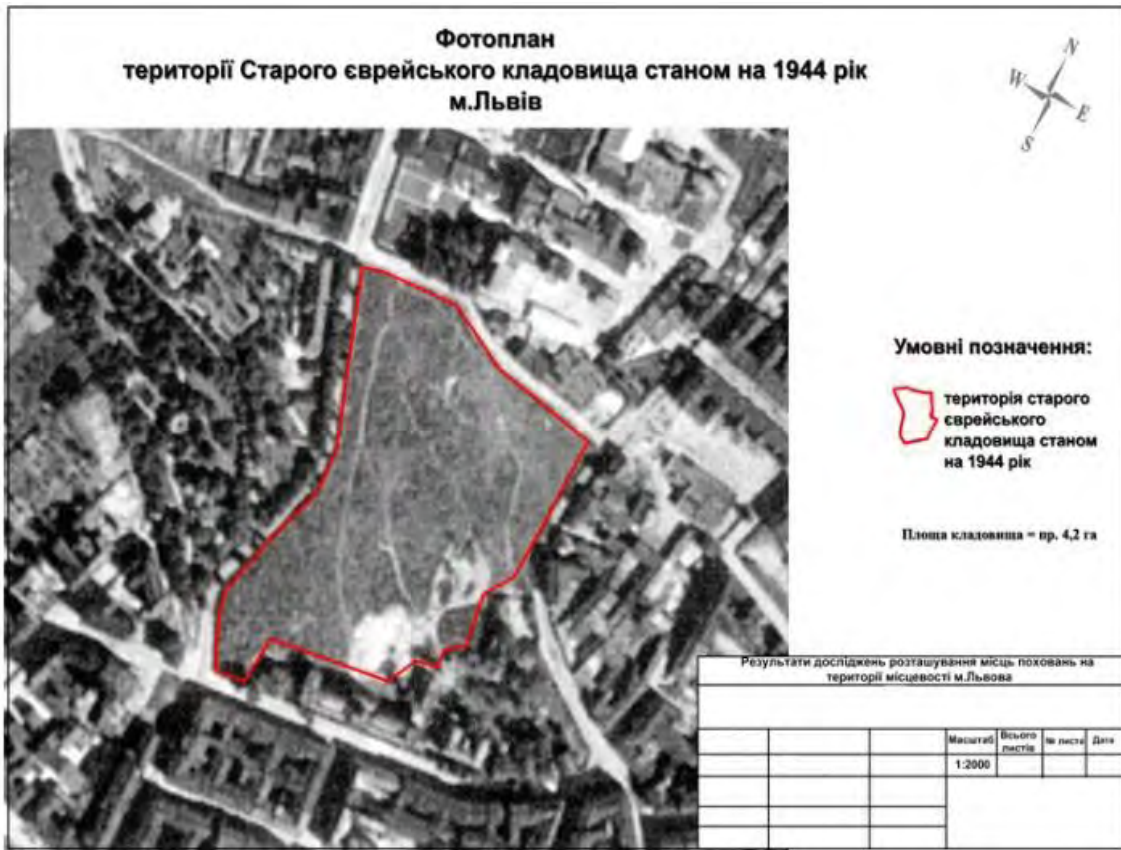 Фотоплан
території Старого єврейського кладовища станом на 1944 рік
м.Львів
N
W
E
S
Умовні позначення:
територія старого
єврейського
кладовища станом
на 1944 рік
Площа кладовища = пр. 4,2 га
Результати досліджень розташування місць поховань на
території місцевості м.Львова
Масштаб
Всього
листів
№ листа
Дата
1:2000